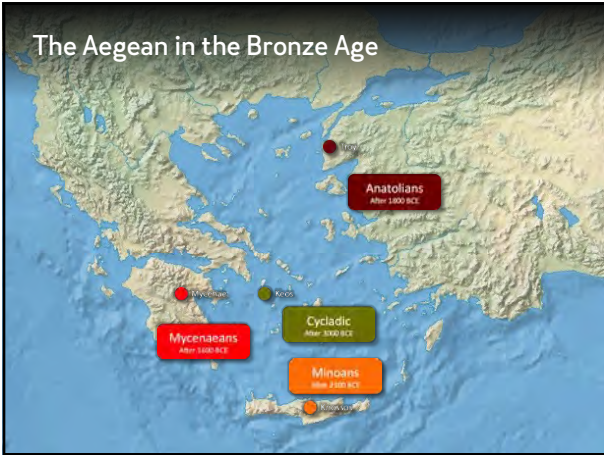 The Aegean in the Bronze Age
Troy
Anatolians
After 1800 BCE
Mycenae
Keos
Cycladic
After 3000 BCE
Mycenaeans
After 1600 BCE
Minoans
After 2500 BCE
Knossos